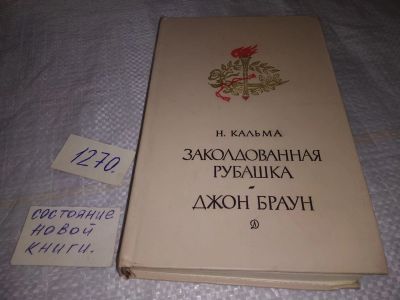 Н. КАЛЬМА
ЗАКОЛДОВАННАЯ
РУБАШКА
ДЖОН БРАУН
Д
1270.
СОСТОЯНИЕ
НОВОЙ
КНИГИ.